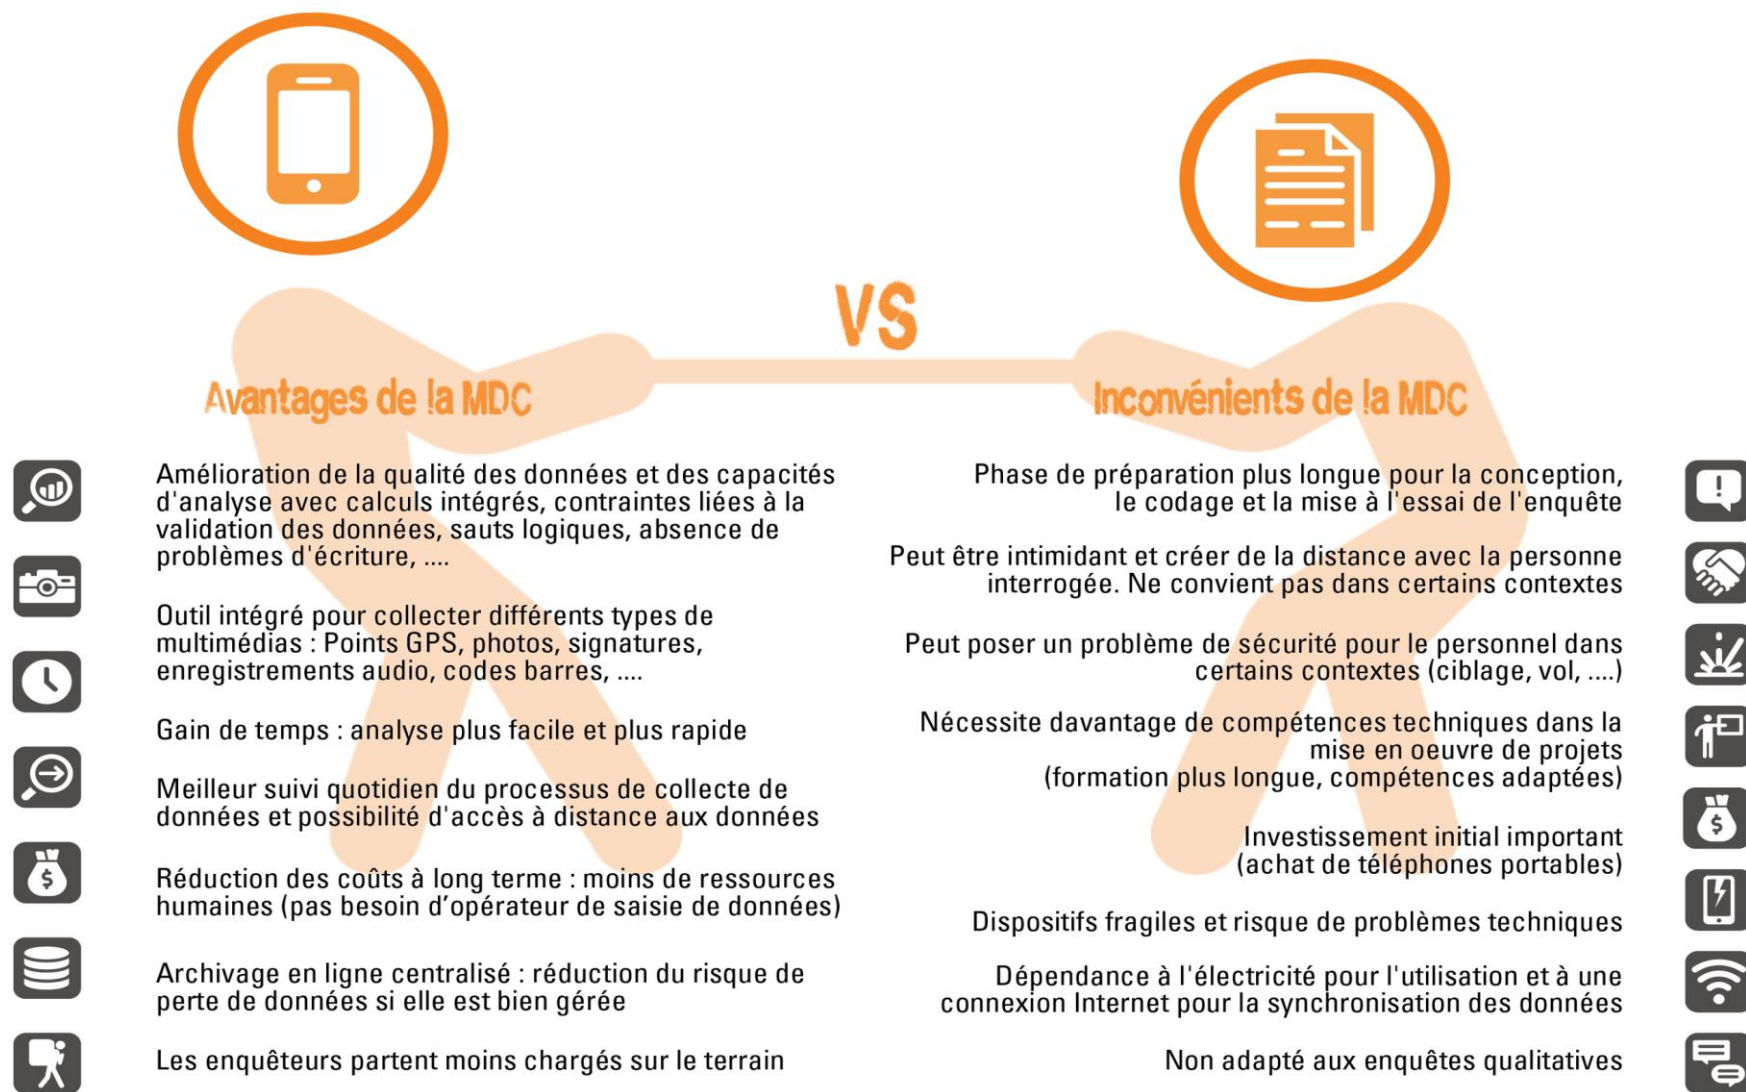 VS
Avantages de la MDC
Amélioration de la qualité des données et des capacités
d'analyse avec calculs intégrés, contraintes liées à la
validation des données, sauts logiques, absence de
problèmes d'écriture, ....
Outil intégré pour collecter différents types de
multimédias : Points GPS, photos, signatures,
enregistrements audio, codes barres, ....
Gain de temps : analyse plus facile et plus rapide
Meilleur suivi quotidien du processus de collecte de
données et possibilité d'accès à distance aux données
Réduction des coûts à long terme : moins de ressources
humaines (pas besoin d’opérateur de saisie de données)
Archivage en ligne centralisé : réduction du risque de
perte de données si elle est bien gérée
Les enquêteurs partent moins chargés sur le terrain
Inconvénients de la MDC
Phase de préparation plus longue pour la conception,
le codage et la mise à l'essai de l'enquête
Peut être intimidant et créer de la distance avec la personne
interrogée. Ne convient pas dans certains contextes
Peut poser un problème de sécurité pour le personnel dans
certains contextes (ciblage, vol, ....)
Nécessite davantage de compétences techniques dans la
mise en oeuvre de projets
(formation plus longue, compétences adaptées)
Investissement initial important
(achat de téléphones portables)
Dispositifs fragiles et risque de problèmes techniques
Dépendance à l'électricité pour l'utilisation et à une
connexion Internet pour la synchronisation des données
Non adapté aux enquêtes qualitatives